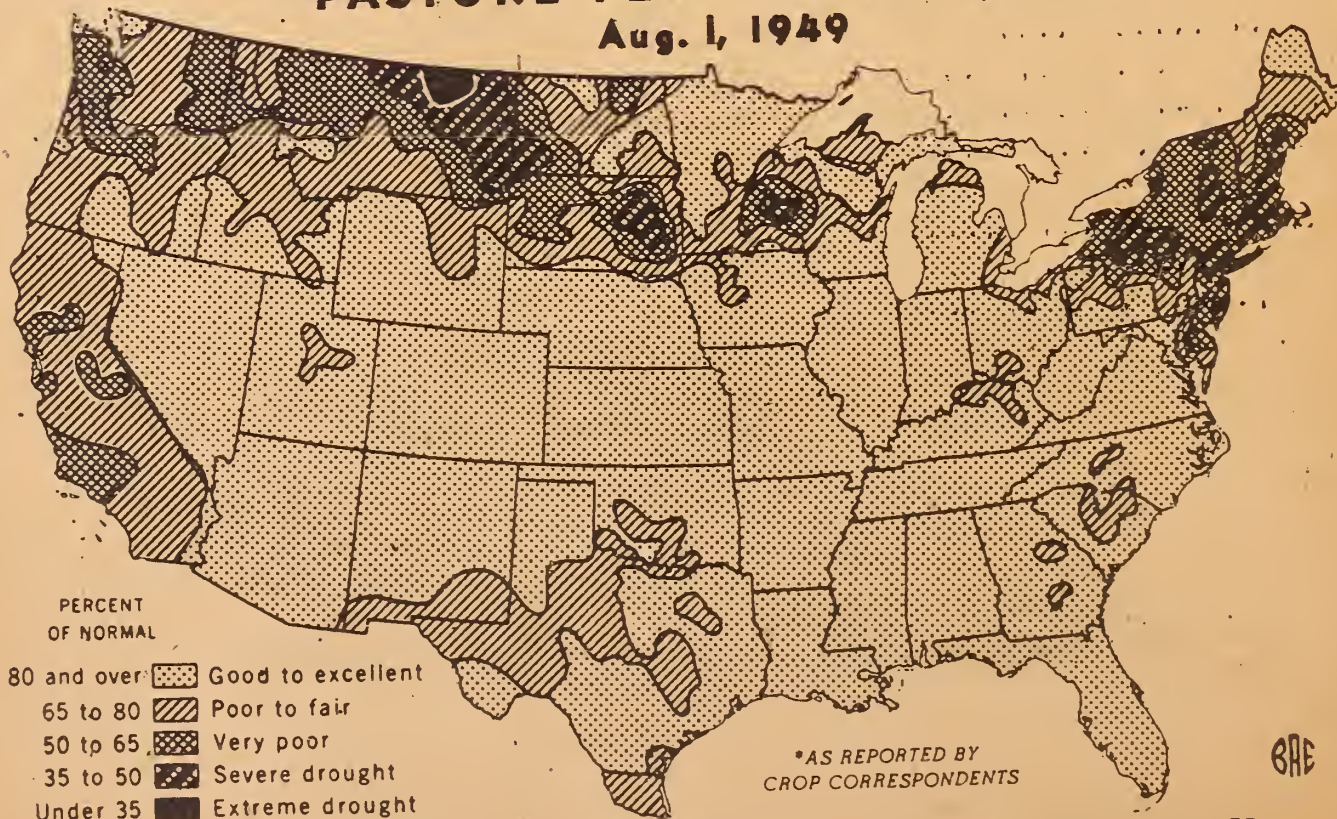 PASTURE
Aug. 1, 1949
PERCENT
OF NORMAL
80 and over Good to excellent
65 to 80 Poor to fair
50 to 65 Very poor
35 to 50 Severe drought
Under 35 Extreme drought
*AS REPORTED BY
CROP CORRESPONDENTS
BAE